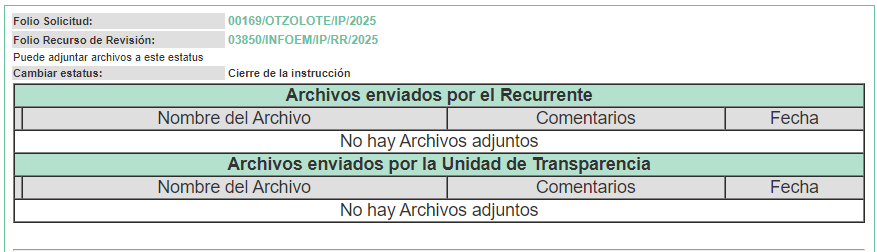 Folio Solicitud: 00169/OTZOLOTE/IP/2025
Folio Recurso de Revisión: 03850/INFOEM/IP/RR/2025
Puede adjuntar archivos a este estatus
Cambiar estatus: Cierre de la instrucción
Archivos enviados por el Recurrente
Nombre del Archivo Comentarios Fecha
No hay Archivos adjuntos
Archivos enviados por la Unidad de Transparencia
Nombre del Archivo Comentarios Fecha
No hay Archivos adjuntos